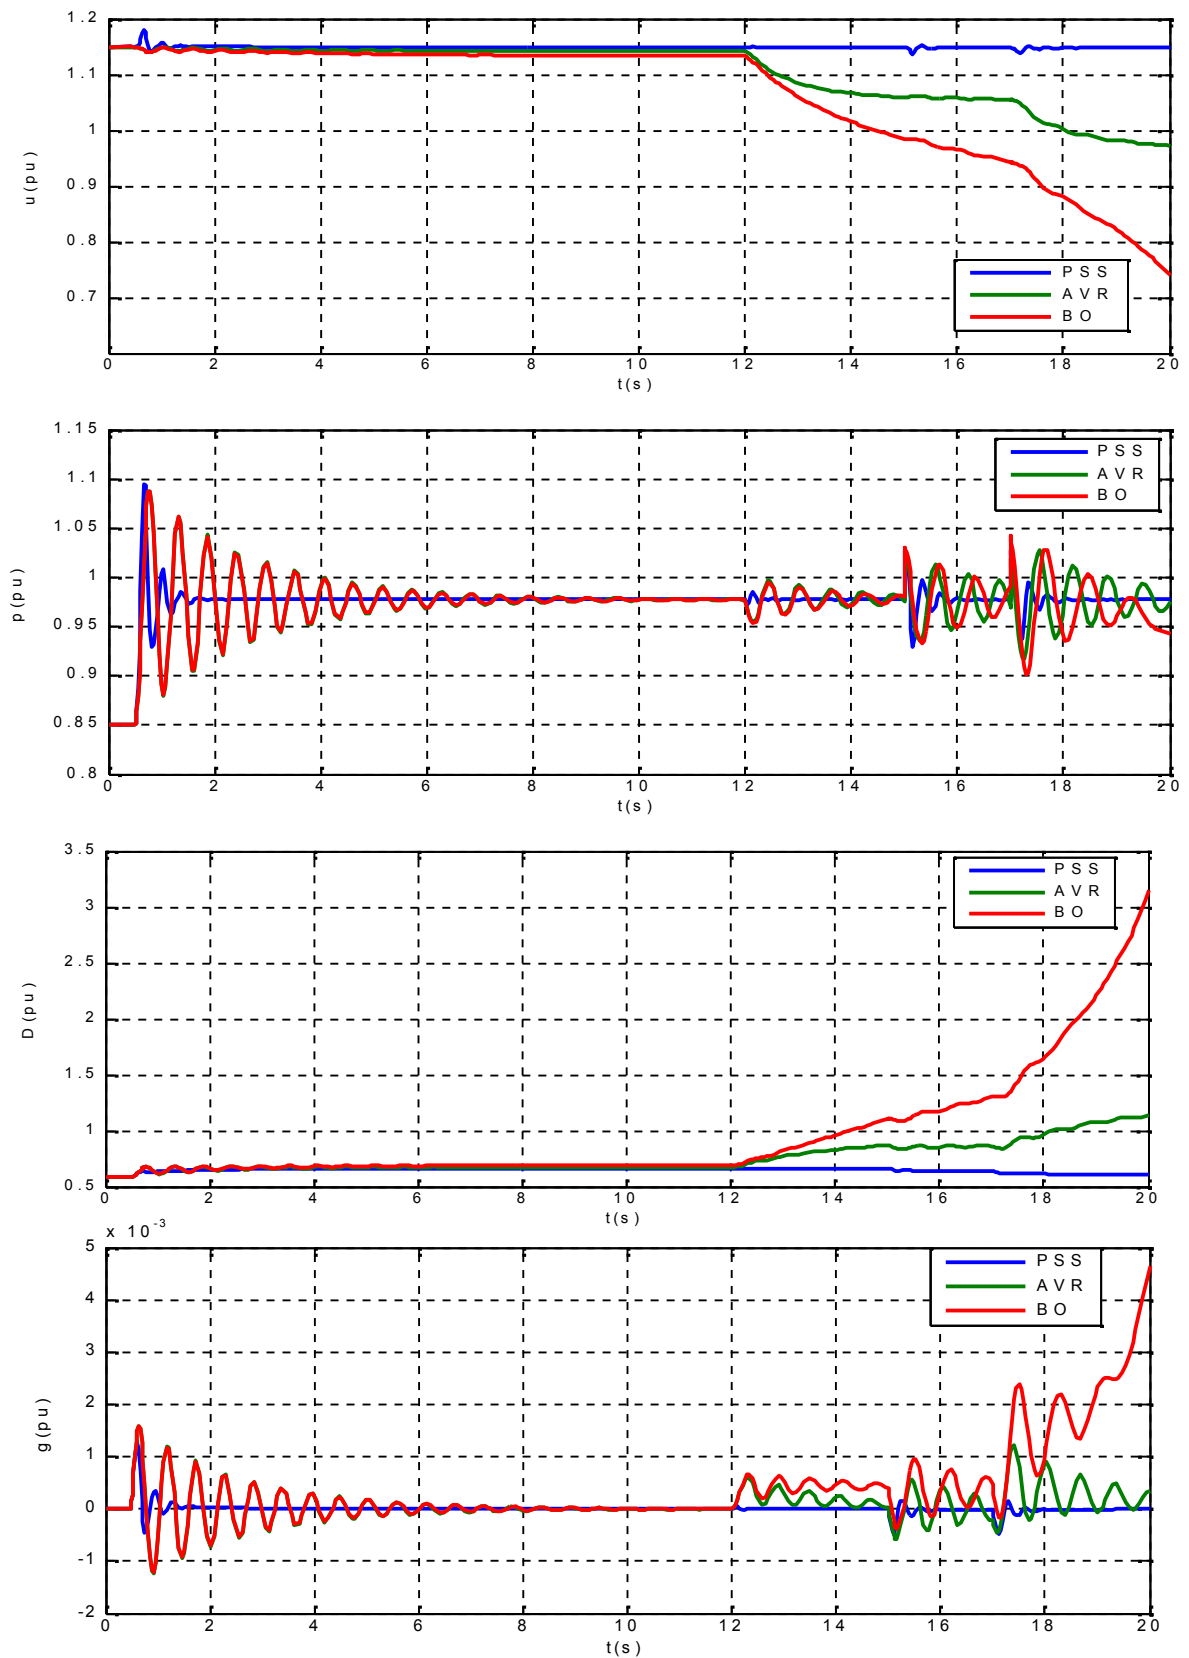 1.2
1.1
1
0.9
0.8
0.7
u(pu)
PSS
AVR
BO
0 2 4 6 8 10 12 14 16 18 20
t(s)
1.15
1.1
1.05
1
0.95
0.9
0.85
0.8
p(pu)
PSS
AVR
BO
0 2 4 6 8 10 12 14 16 18 20
t(s)
3.5
3
2.5
2
1.5
1
0.5
D(pu)
PSS
AVR
BO
0 2 4 6 8 10 12 14 16 18 20
t(s)
x 10-3
5
4
3
2
1
0
-1
-2
g(pu)
PSS
AVR
BO
0 2 4 6 8 10 12 14 16 18 20
t(s)